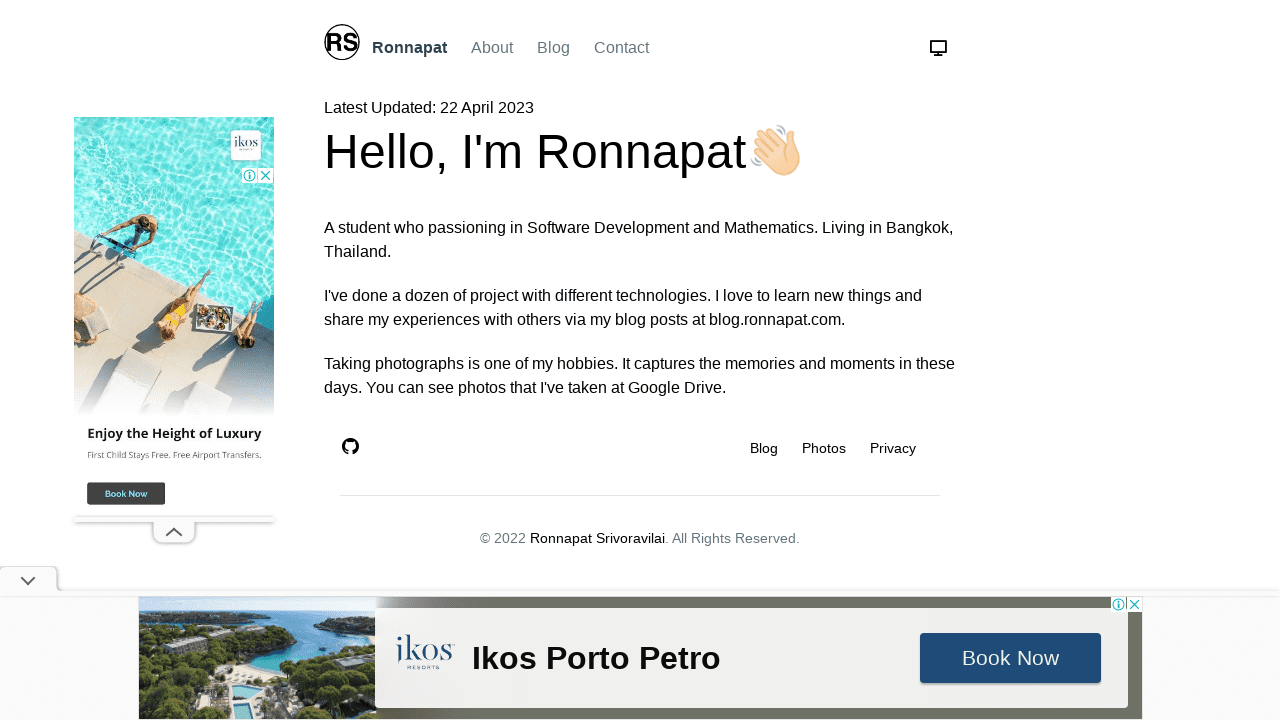 RS Ronnapat About Blog Contact
Latest Updated: 22 April 2023
Hello, I'm Ronnapat👋🏻
A student who passioning in Software Development and Mathematics. Living in Bangkok,
Thailand.
I've done a dozen of project with different technologies. I love to learn new things and
share my experiences with others via my blog posts at blog.ronnapat.com.
Taking photographs is one of my hobbies. It captures the memories and moments in these
days. You can see photos that I've taken at Google Drive.
Blog Photos Privacy
© 2022 Ronnapat Srivoravilai. All Rights Reserved.
ikos
RESORTS
Enjoy the Height of Luxury
First Child Stays Free. Free Airport Transfers.
Book Now
ikos
RESORTS
Ikos Porto Petro
Book Now